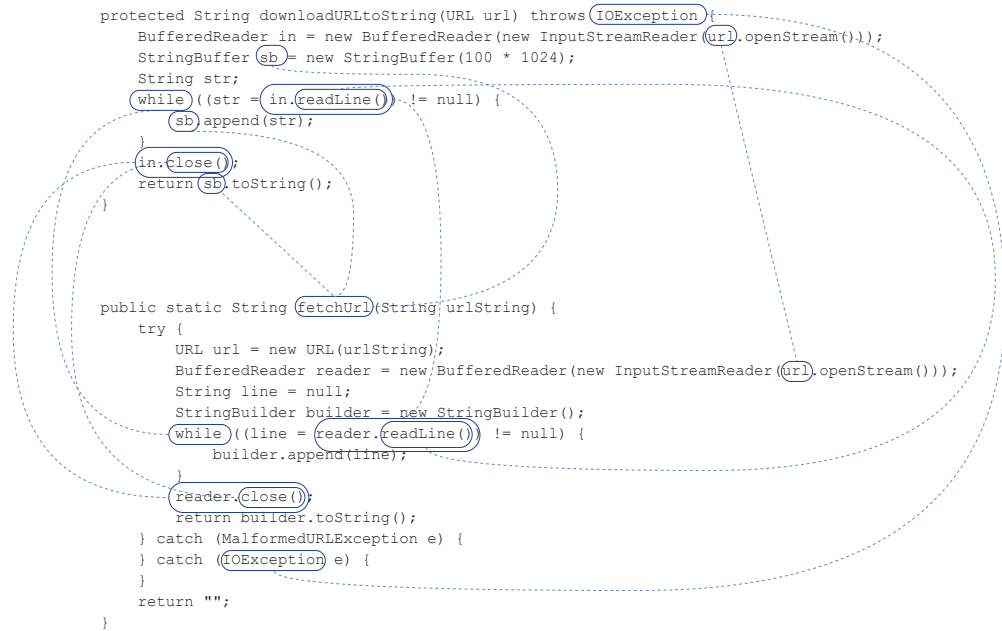 protected String downloadURLtoString(URL url) throws IOException {
    BufferedReader in = new BufferedReader(new InputStreamReader(url.openStream()));
    StringBuffer sb = new StringBuffer(100 * 1024);
    String str;
    while ((str = in.readLine()) != null) {
        sb.append(str);
    }
    in.close();
    return sb.toString();
}
public static String fetchUrl(String urlString) {
    try {
        URL url = new URL(urlString);
        BufferedReader reader = new BufferedReader(new InputStreamReader(url.openStream()));
        String line = null;
        StringBuilder builder = new StringBuilder();
        while ((line = reader.readLine()) != null) {
            builder.append(line);
        }
        reader.close();
        return builder.toString();
    } catch (MalformedURLException e) {
    } catch (IOException e) {
    }
    return "";
}